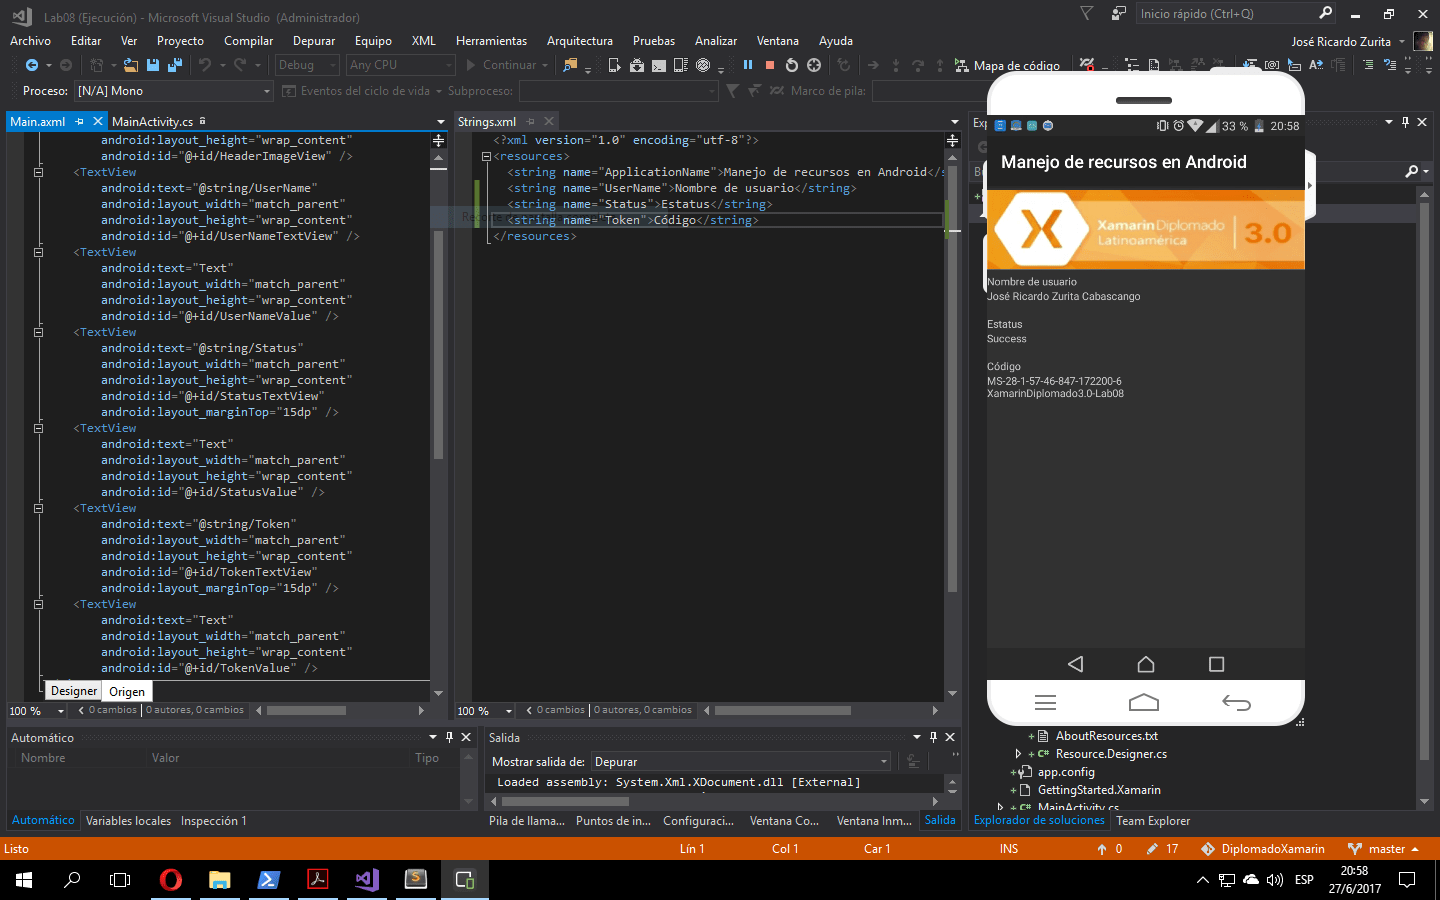 Lab08 (Ejecución) - Microsoft Visual Studio (Administrador)
Inicio rápido (Ctrl+Q)
Archivo Editar Ver Proyecto Compilar Depurar Equipo XML Herramientas Arquitectura Pruebas Analizar Ventana Ayuda
José Ricardo Zurita
Debug Any CPU Continuar Mapa de código
Proceso: [N/A] Mono Eventos del ciclo de vida Subproceso: Marco de pila:
Main.axml MainActivity.cs
android:layout_height="wrap_content"
android:id="@+id/HeaderImageView" />
<TextView
android:text="@string/UserName"
android:layout_width="match_parent"
android:layout_height="wrap_content"
android:id="@+id/UserNameTextView" />
<TextView
android:text="Text"
android:layout_width="match_parent"
android:layout_height="wrap_content"
android:id="@+id/UserNameValue" />
<TextView
android:text="@string/Status"
android:layout_width="match_parent"
android:layout_height="wrap_content"
android:id="@+id/StatusTextView"
android:layout_marginTop="15dp" />
<TextView
android:text="Text"
android:layout_width="match_parent"
android:layout_height="wrap_content"
android:id="@+id/StatusValue" />
<TextView
android:text="@string/Token"
android:layout_width="match_parent"
android:layout_height="wrap_content"
android:id="@+id/TokenTextView"
android:layout_marginTop="15dp" />
<TextView
android:text="Text"
android:layout_width="match_parent"
android:layout_height="wrap_content"
android:id="@+id/TokenValue" />
Designer Origen
100 % 0 cambios | 0 autores, 0 cambios
Strings.xml
<?xml version="1.0" encoding="utf-8"?>
<resources>
<string name="ApplicationName">Manejo de recursos en Android</s
<string name="UserName">Nombre de usuario</string>
<string name="Status">Estatus</string>
<string name="Token">Código</string>
</resources>
100 % 0 cambios | 0 autores, 0 cambios
Exp
33 % 20:58
Manejo de recursos en Android
Xamarin Diplomado
Latinoamérica
3.0
Nombre de usuario
José Ricardo Zurita Cabascango
Estatus
Success
Código
MS-28-1-57-46-847-172200-6
XamarinDiplomado3.0-Lab08
AboutResources.txt
Resource.Designer.cs
app.config
GettingStarted.Xamarin
MainActivity.cs
Explorador de soluciones Team Explorer
Automático
Nombre Valor Tipo
Automático Variables locales Inspección 1
Salida
Mostrar salida de: Depurar
Loaded assembly: System.Xml.XDocument.dll [External]
Pila de llama... Puntos de in... Configuraci... Ventana Co... Ventana Inm... Salida
Listo Lín 1 Col 1 Car 1 INS 0 17 DiplomadoXamarin master
ESP
20:58
27/6/2017